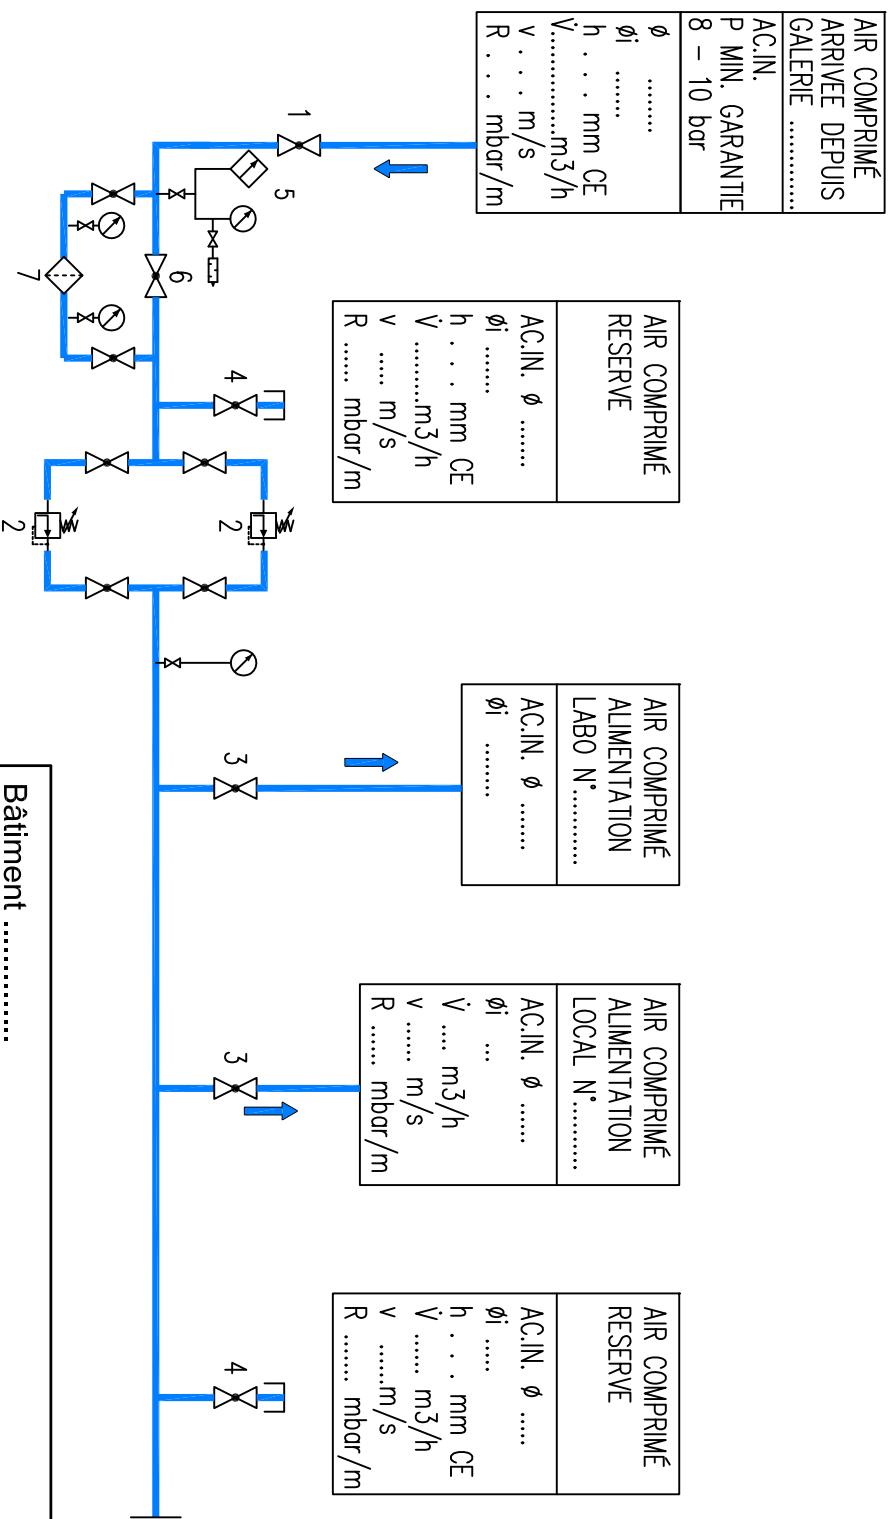 AIR COMPRIMÉ
ARRIVEE DEPUIS
GALERIE ..............
AC.IN.
P MIN. GARANTIE
8 - 10 bar
ø ........
øi .......
h . . . mm CE
V̇................m3/h
v . . . m/s
R . . . mbar/m
AIR COMPRIMÉ
RESERVE
AC.IN. ø ........
øi ........
h . . . mm CE
V̇ ..........m3/h
v ..... m/s
R ..... mbar/m
AIR COMPRIMÉ
ALIMENTATION
LABO N°............
AC.IN. ø ........
øi ........
AIR COMPRIMÉ
ALIMENTATION
LOCAL N°..........
AC.IN. ø .......
øi ...
V̇ .... m3/h
v ...... m/s
R ...... mbar/m
AIR COMPRIMÉ
RESERVE
AC.IN. ø ......
øi ......
h . . . mm CE
V̇ ...... m3/h
v .......m/s
R ...... mbar/m
1
5
6
7
4
2
2
3
3
4
Bâtiment ..............